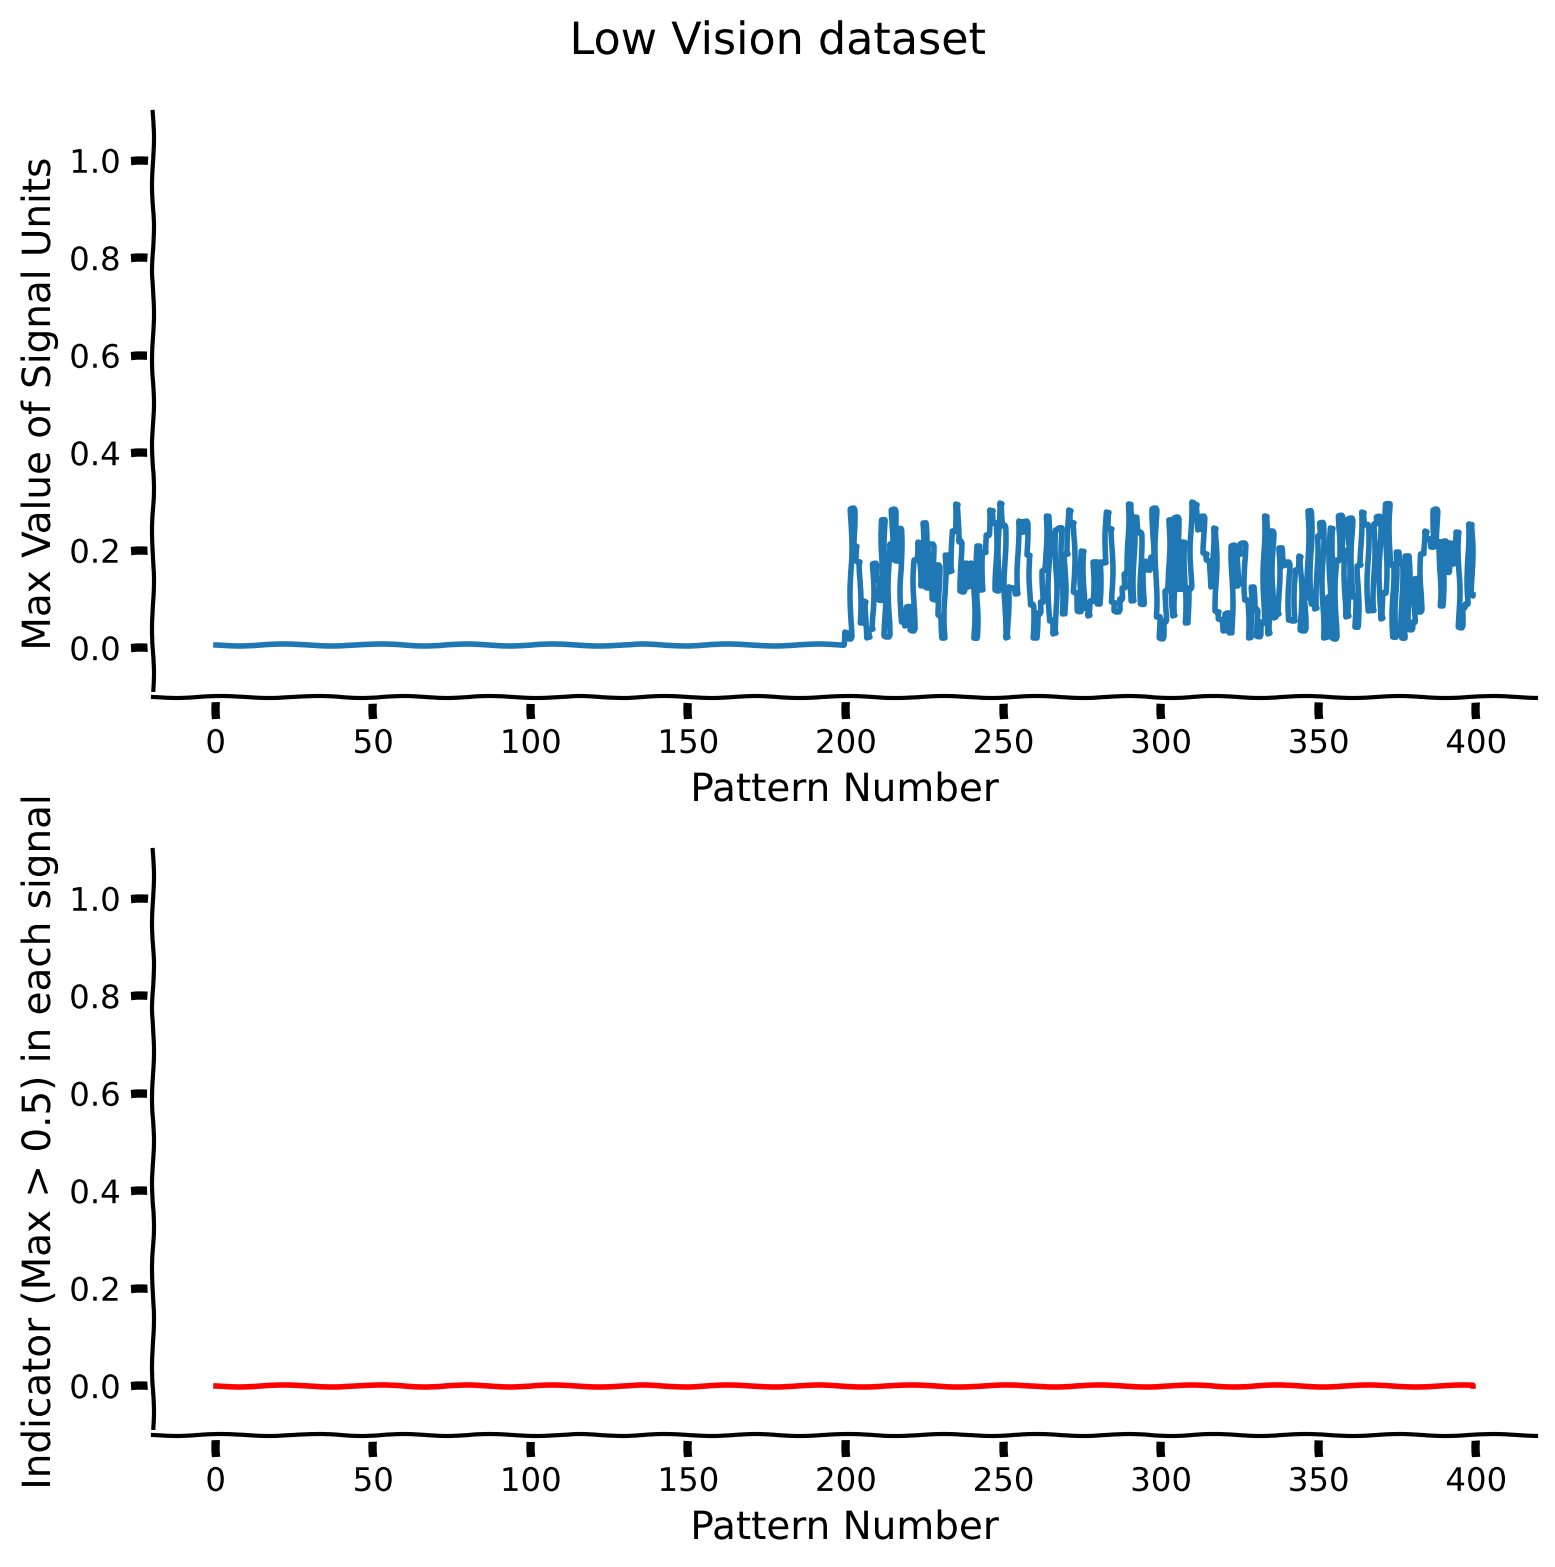 Low Vision dataset
Max Value of Signal Units
1.0
0.8
0.6
0.4
0.2
0.0
0 50 100 150 200 250 300 350 400
Pattern Number
Indicator (Max > 0.5) in each signal
1.0
0.8
0.6
0.4
0.2
0.0
0 50 100 150 200 250 300 350 400
Pattern Number